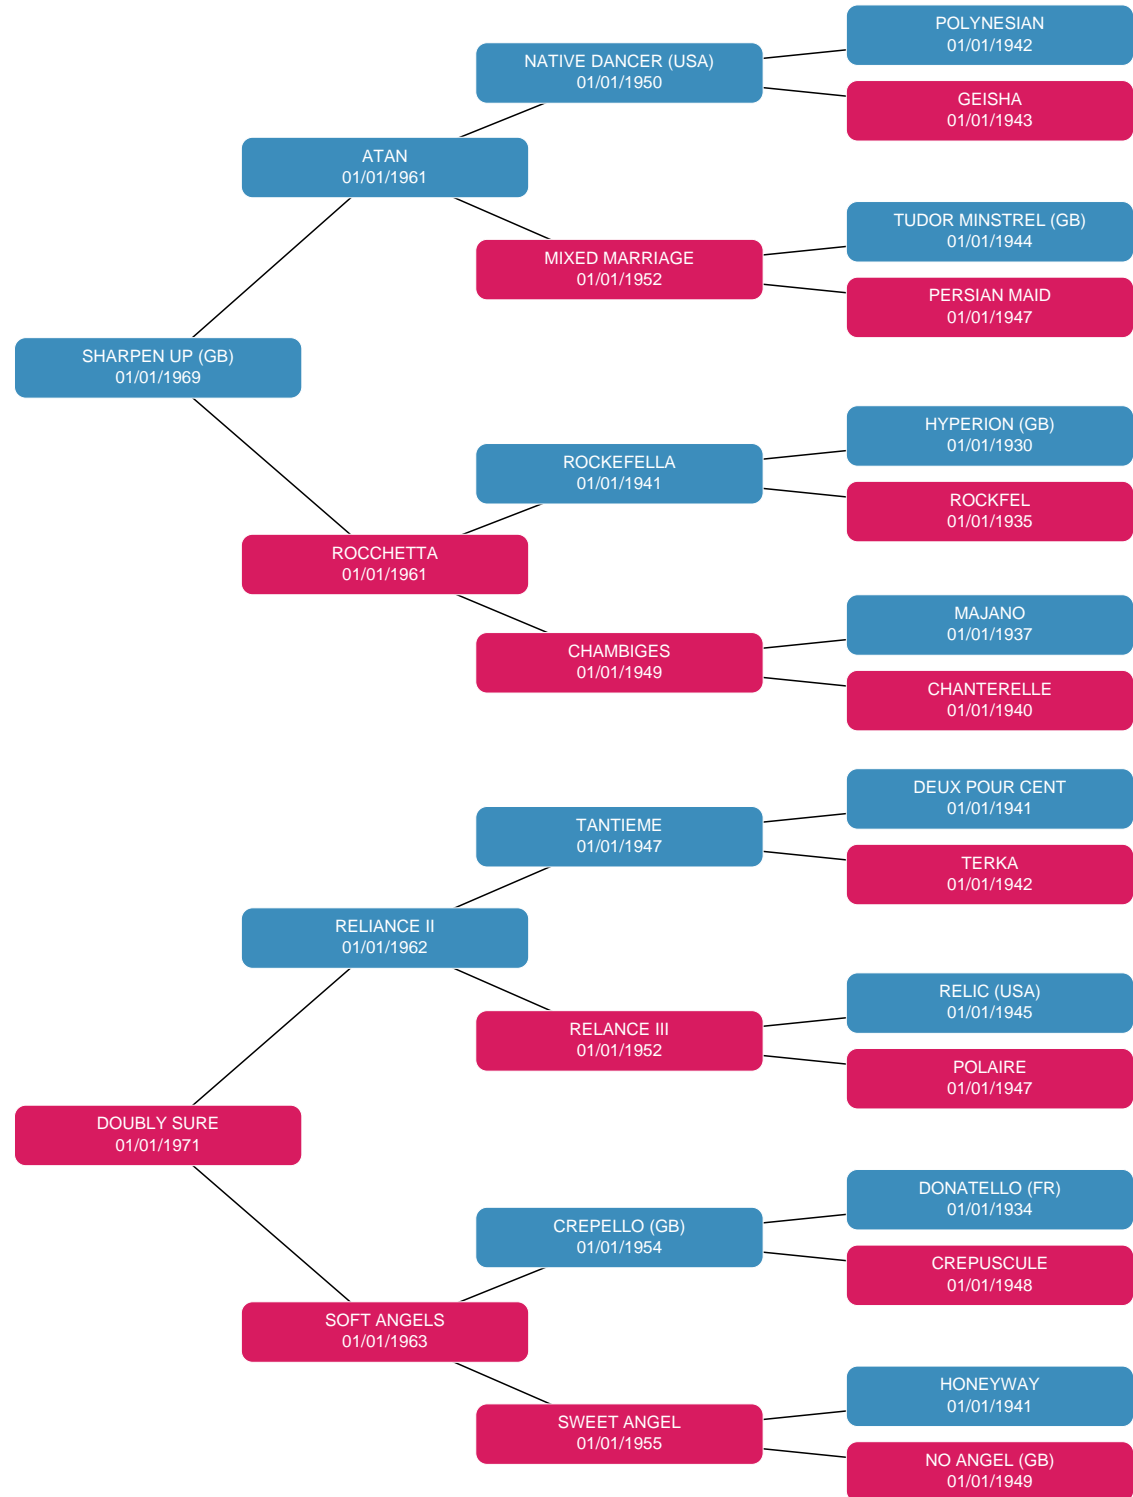 POLYNESIAN
01/01/1942
NATIVE DANCER (USA)
01/01/1950
GEISHA
01/01/1943
ATAN
01/01/1961
TUDOR MINSTREL (GB)
01/01/1944
MIXED MARRIAGE
01/01/1952
PERSIAN MAID
01/01/1947
SHARPEN UP (GB)
01/01/1969
HYPERION (GB)
01/01/1930
ROCKEFELLA
01/01/1941
ROCKFEL
01/01/1935
ROCCHETTA
01/01/1961
MAJANO
01/01/1937
CHAMBIGES
01/01/1949
CHANTERELLE
01/01/1940
DEUX POUR CENT
01/01/1941
TANTIEME
01/01/1947
TERKA
01/01/1942
RELIANCE II
01/01/1962
RELIC (USA)
01/01/1945
RELANCE III
01/01/1952
POLAIRE
01/01/1947
DOUBLY SURE
01/01/1971
DONATELLO (FR)
01/01/1934
CREPELLO (GB)
01/01/1954
CREPUSCULE
01/01/1948
SOFT ANGELS
01/01/1963
HONEYWAY
01/01/1941
SWEET ANGEL
01/01/1955
NO ANGEL (GB)
01/01/1949